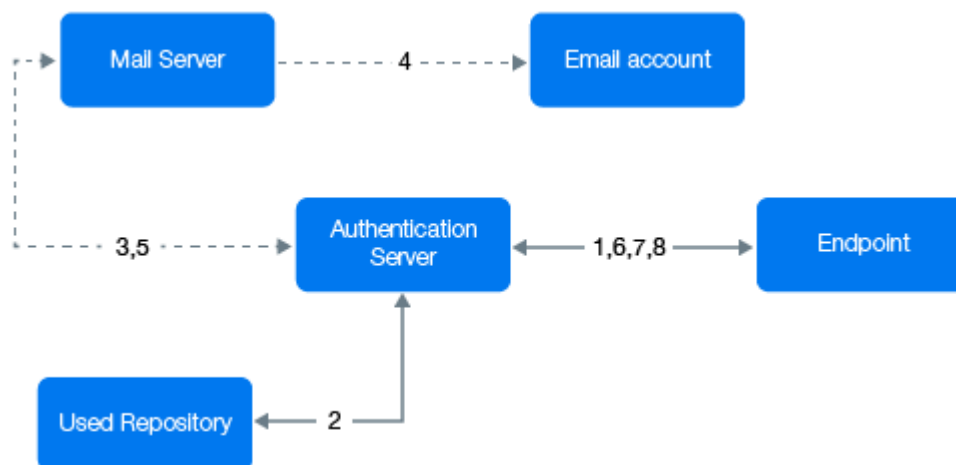 Mail Server
4
Email account
3,5
Authentication
Server
1,6,7,8
Endpoint
Used Repository
2